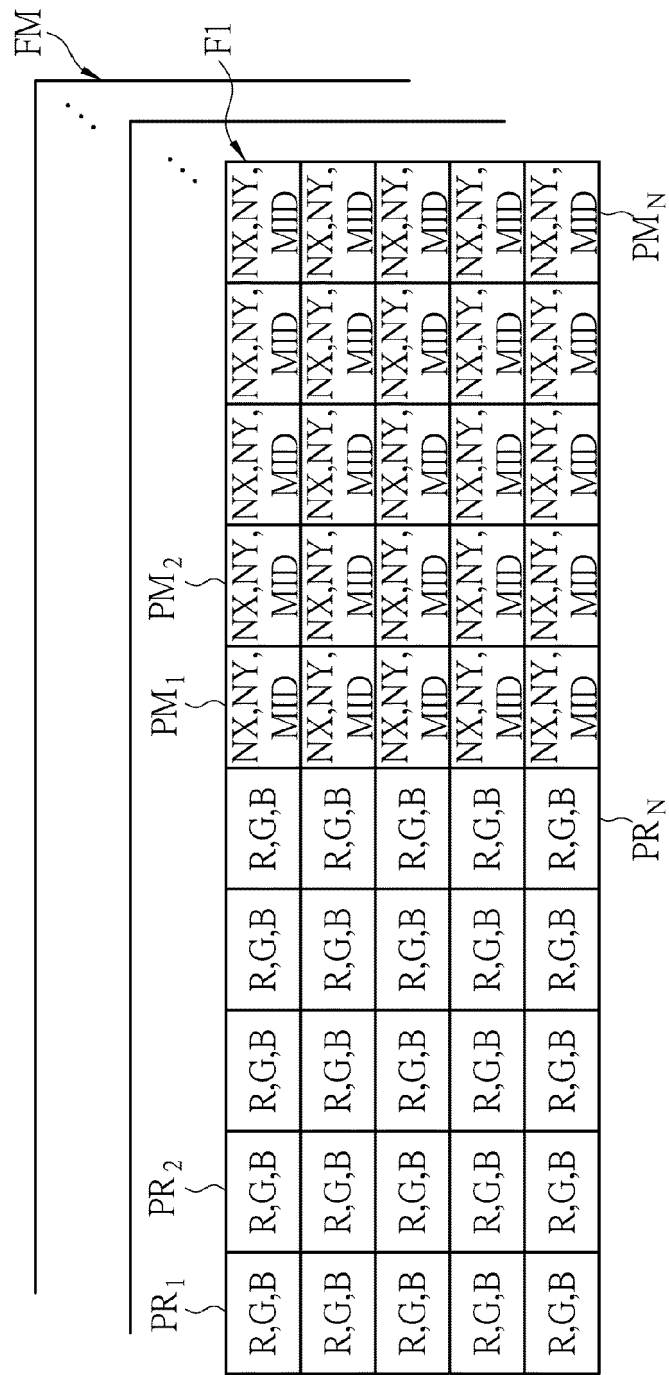 FM
F1
PR₁ PR₂ PM₁ PM₂
R,G,B R,G,B R,G,B R,G,B R,G,B NX,NY, NX,NY, NX,NY, NX,NY, NX,NY,
MID MID MID MID MID
R,G,B R,G,B R,G,B R,G,B R,G,B NX,NY, NX,NY, NX,NY, NX,NY, NX,NY,
MID MID MID MID MID
R,G,B R,G,B R,G,B R,G,B R,G,B NX,NY, NX,NY, NX,NY, NX,NY, NX,NY,
MID MID MID MID MID
R,G,B R,G,B R,G,B R,G,B R,G,B NX,NY, NX,NY, NX,NY, NX,NY, NX,NY,
MID MID MID MID MID
R,G,B R,G,B R,G,B R,G,B R,G,B NX,NY, NX,NY, NX,NY, NX,NY, NX,NY,
MID MID MID MID MID
PR_N PM_N